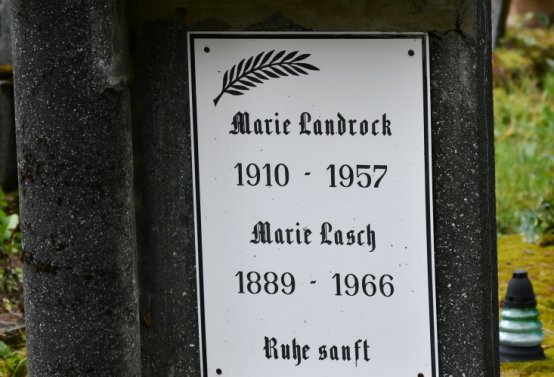 Marie Landrock
1910 - 1957
Marie Lasch
1889 - 1966
Ruhe sanft